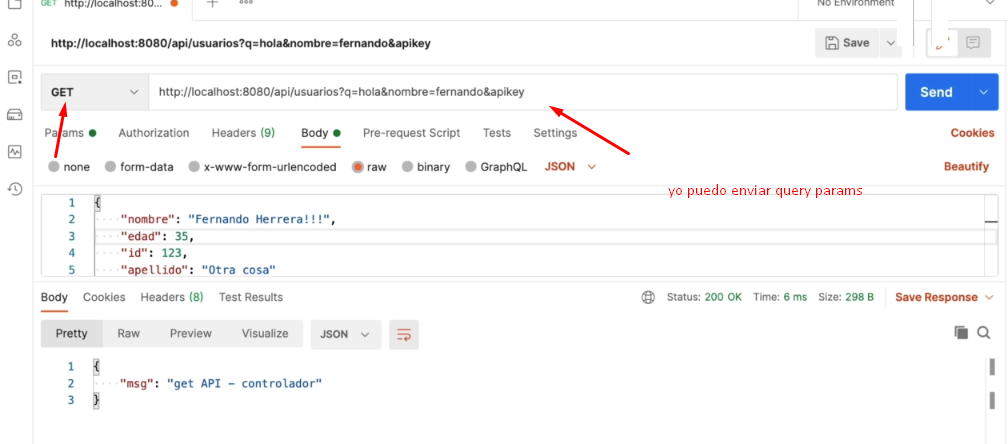 GET http://localhost:80...
No Environment
http://localhost:8080/api/usuarios?q=hola&nombre=fernando&apikey
Save
GET http://localhost:8080/api/usuarios?q=hola&nombre=fernando&apikey Send
Params Authorization Headers (9) Body Pre-request Script Tests Settings Cookies
none form-data x-www-form-urlencoded raw binary GraphQL JSON Beautify
yo puedo enviar query params
1 {
2 "nombre": "Fernando Herrera!!!",
3 "edad": 35,
4 "id": 123,
5 "apellido": "Otra cosa"
Body Cookies Headers (8) Test Results Status: 200 OK Time: 6 ms Size: 298 B Save Response
Pretty Raw Preview Visualize JSON
1 {
2 "msg": "get API - controlador"
3 }